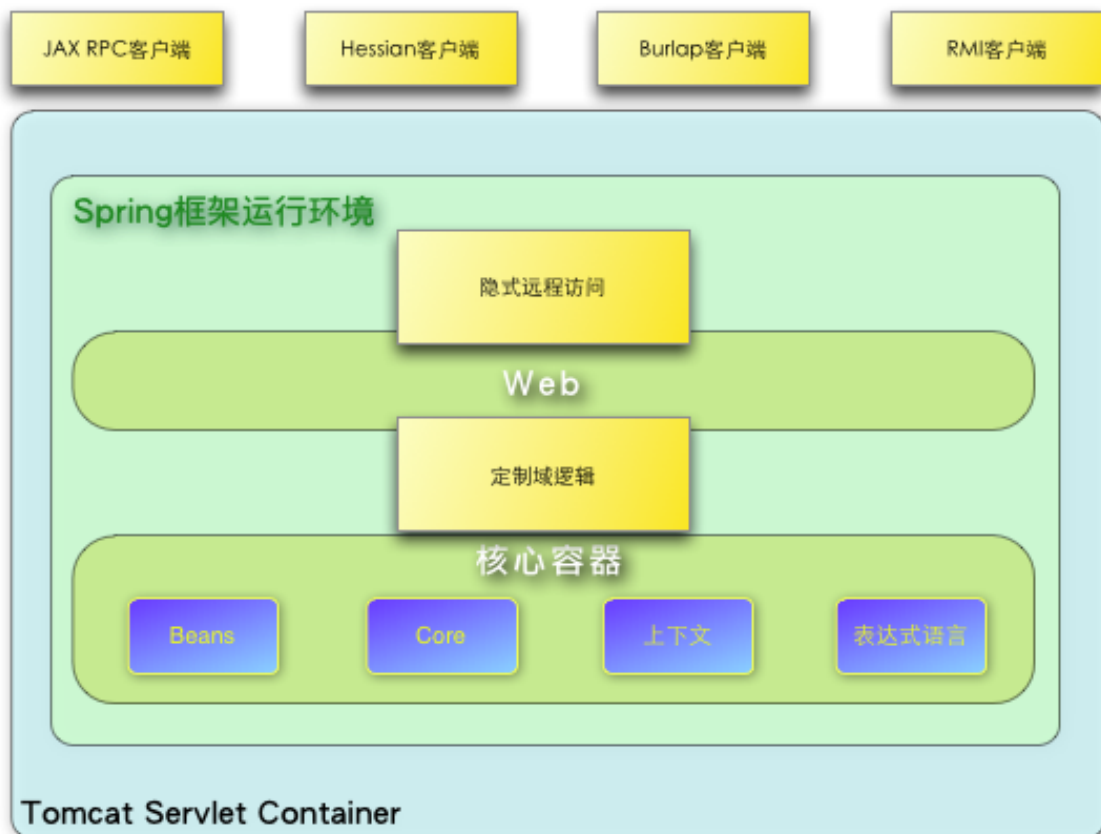 JAX RPC客户端
Hessian客户端
Burlap客户端
RMI客户端
Spring框架运行环境
隐式远程访问
Web
定制域逻辑
核心容器
Beans
Core
上下文
表达式语言
Tomcat Servlet Container